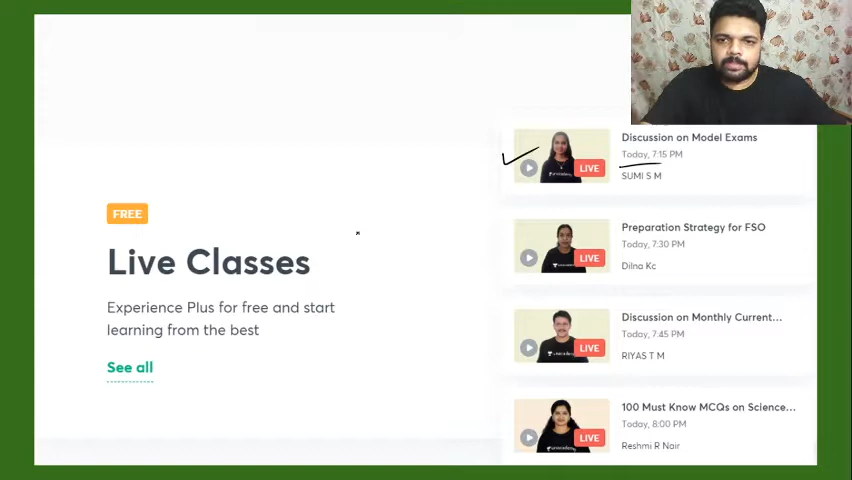 FREE
Live Classes
Experience Plus for free and start
learning from the best
See all
Discussion on Model Exams
Today, 7:15 PM
SUMI S M
LIVE
Preparation Strategy for FSO
Today, 7:30 PM
Dilna Kc
LIVE
Discussion on Monthly Current...
Today, 7:45 PM
RIYAS T M
LIVE
100 Must Know MCQs on Science...
Today, 8:00 PM
Reshmi R Nair
LIVE